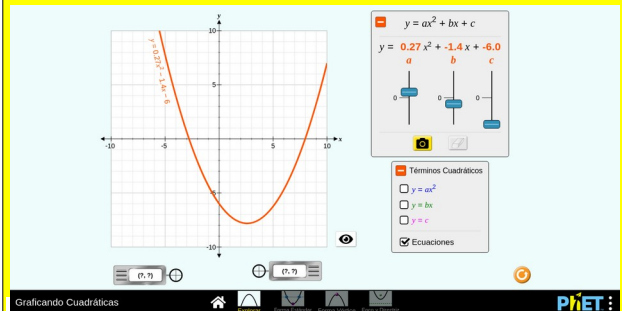 y
10
5
-10
-5
5
10
x
-5
-10
y = 0.27x² − 1.4x − 6
y = ax² + bx + c
y = 0.27 x² + -1.4 x + -6.0
a b c
0 0 0
Términos Cuadráticos
y = ax²
y = bx
y = c
Ecuaciones
(?, ?) (?, ?)
Graficando Cuadráticas
Explorar
PhET